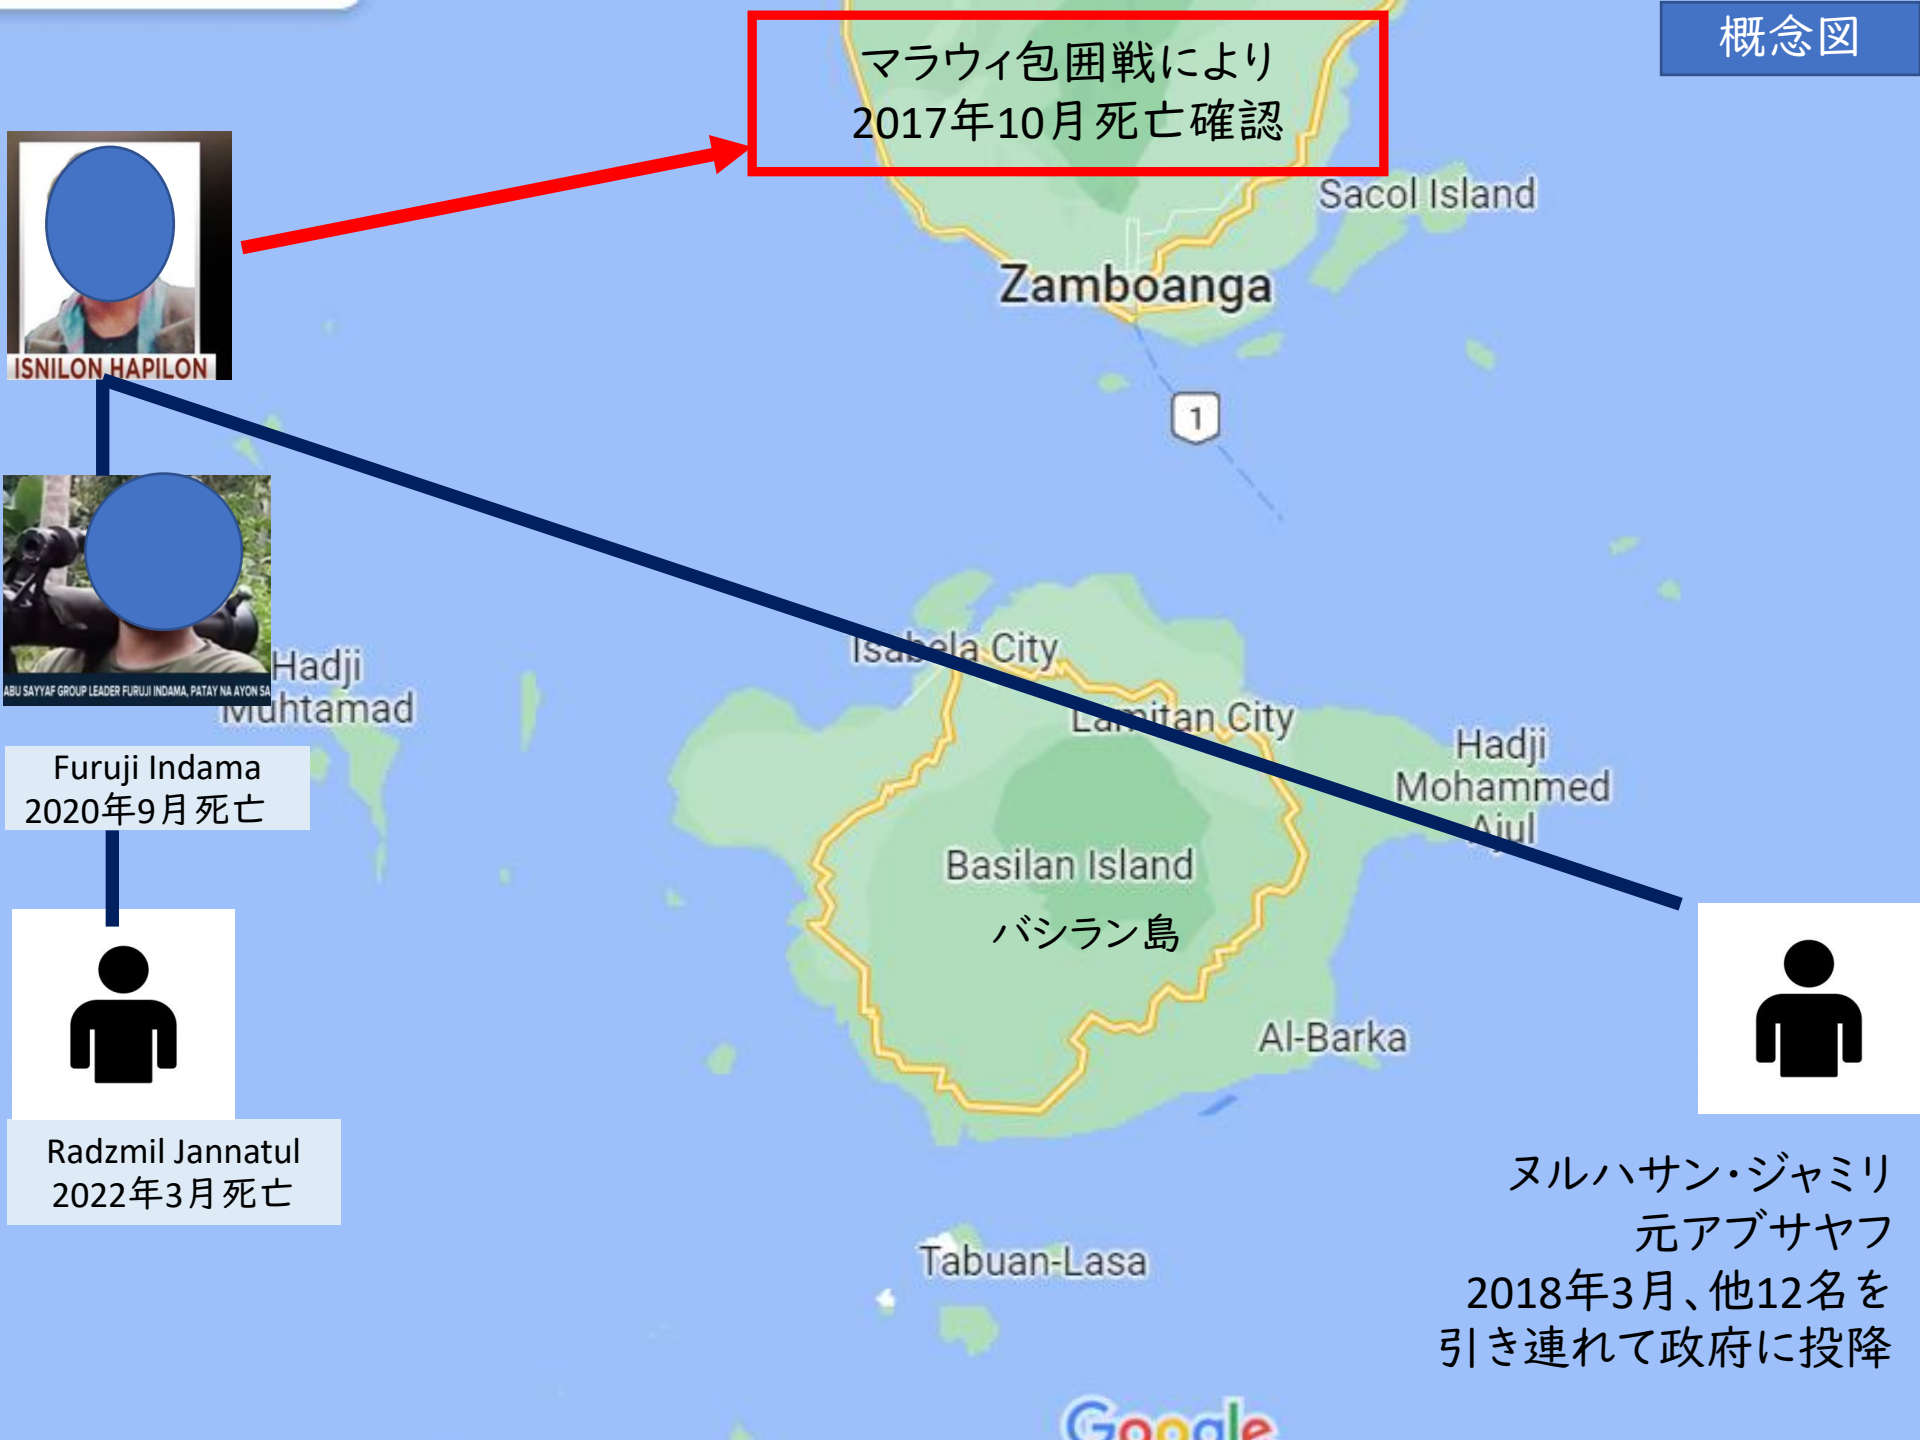 概念図
マラウィ包囲戦により
2017年10月死亡確認
Sacol Island
Zamboanga
ISNILON HAPILON
1
ABU SAYYAF GROUP LEADER FURUJI INDAMA, PATAY NA AYON SA
Hadji
Muhtamad
Isabela City
Lamitan City
Hadji
Mohammed
Ajul
Furuji Indama
2020年9月死亡
Basilan Island
バシラン島
Al-Barka
Radzmil Jannatul
2022年3月死亡
ヌルハサン・ジャミリ
元アブサヤフ
2018年3月、他12名を
引き連れて政府に投降
Tabuan-Lasa
Google